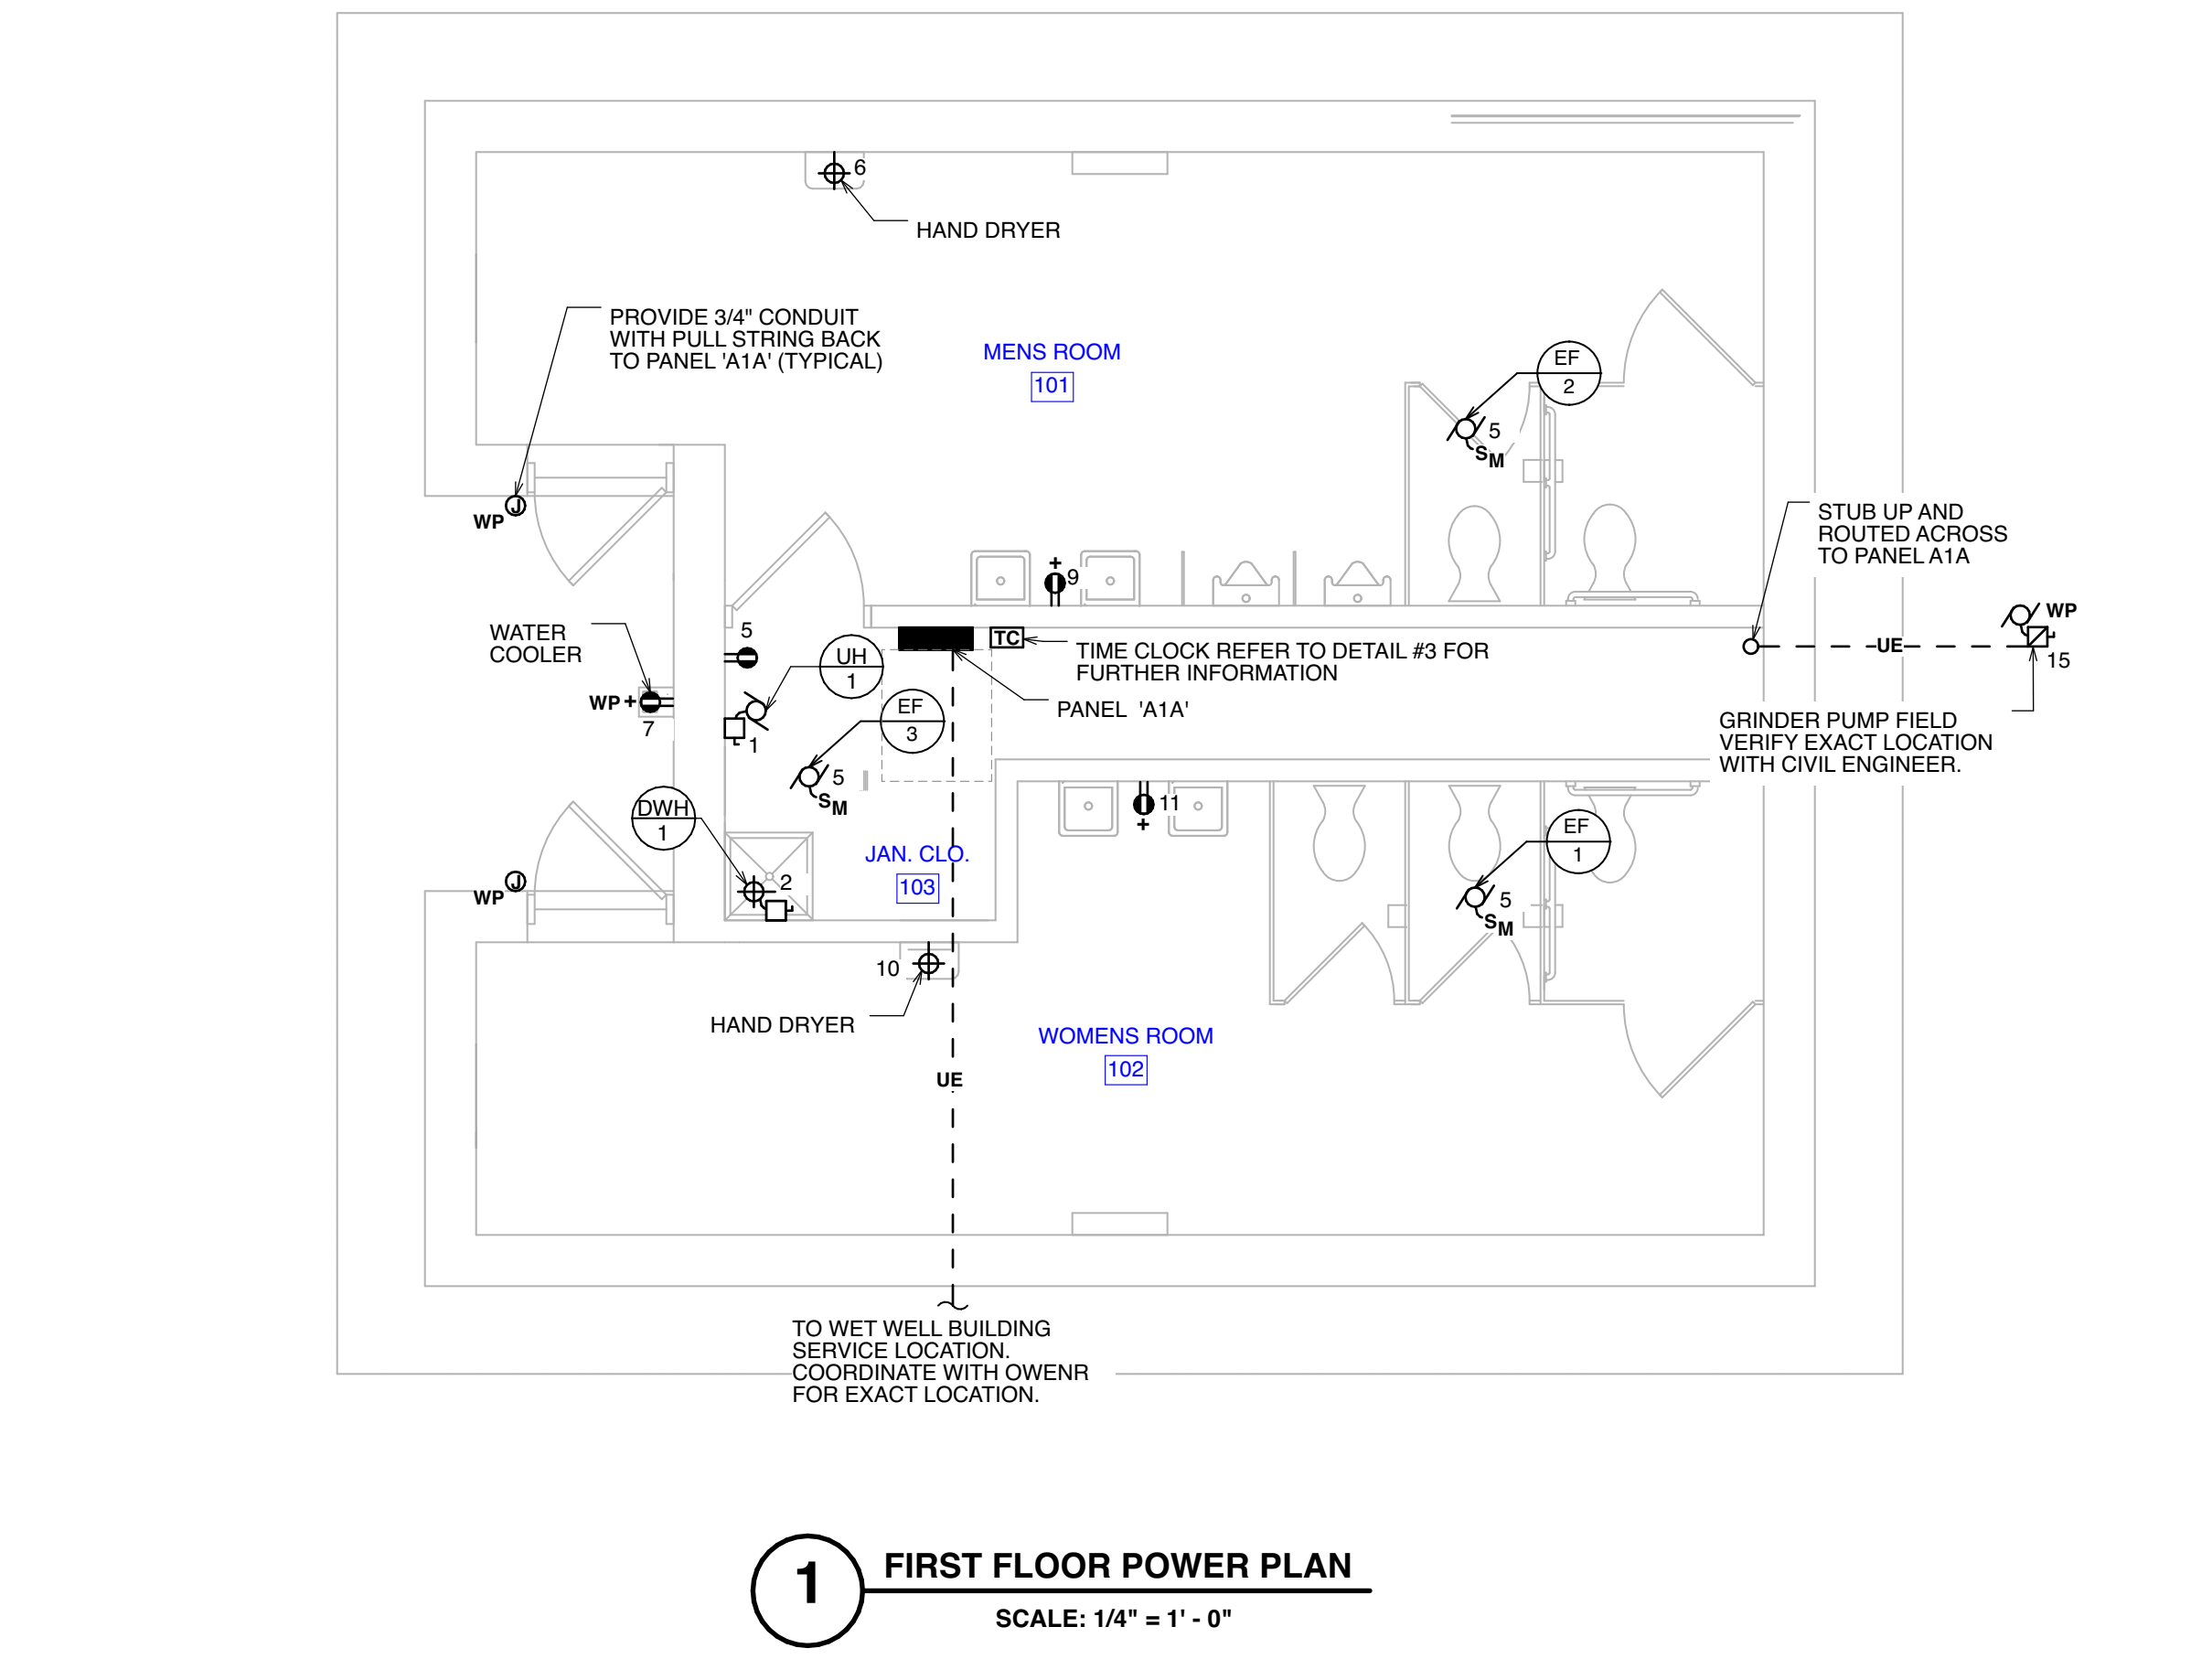 6
HAND DRYER
PROVIDE 3/4" CONDUIT
WITH PULL STRING BACK
TO PANEL 'A1A' (TYPICAL)
MENS ROOM
101
EF
2
5
SM
J
WP
STUB UP AND
ROUTED ACROSS
TO PANEL A1A
+
9
WP
UE
15
WATER
COOLER
5
UH
1
TC
TIME CLOCK REFER TO DETAIL #3 FOR
FURTHER INFORMATION
PANEL 'A1A'
WP +
7
1
EF
3
5
SM
GRINDER PUMP FIELD
VERIFY EXACT LOCATION
WITH CIVIL ENGINEER.
DWH
1
11
+
EF
1
5
SM
JAN. CLO.
103
2
J
WP
10
HAND DRYER
WOMENS ROOM
102
UE
TO WET WELL BUILDING
SERVICE LOCATION.
COORDINATE WITH OWENR
FOR EXACT LOCATION.
1
FIRST FLOOR POWER PLAN
SCALE: 1/4" = 1' - 0"